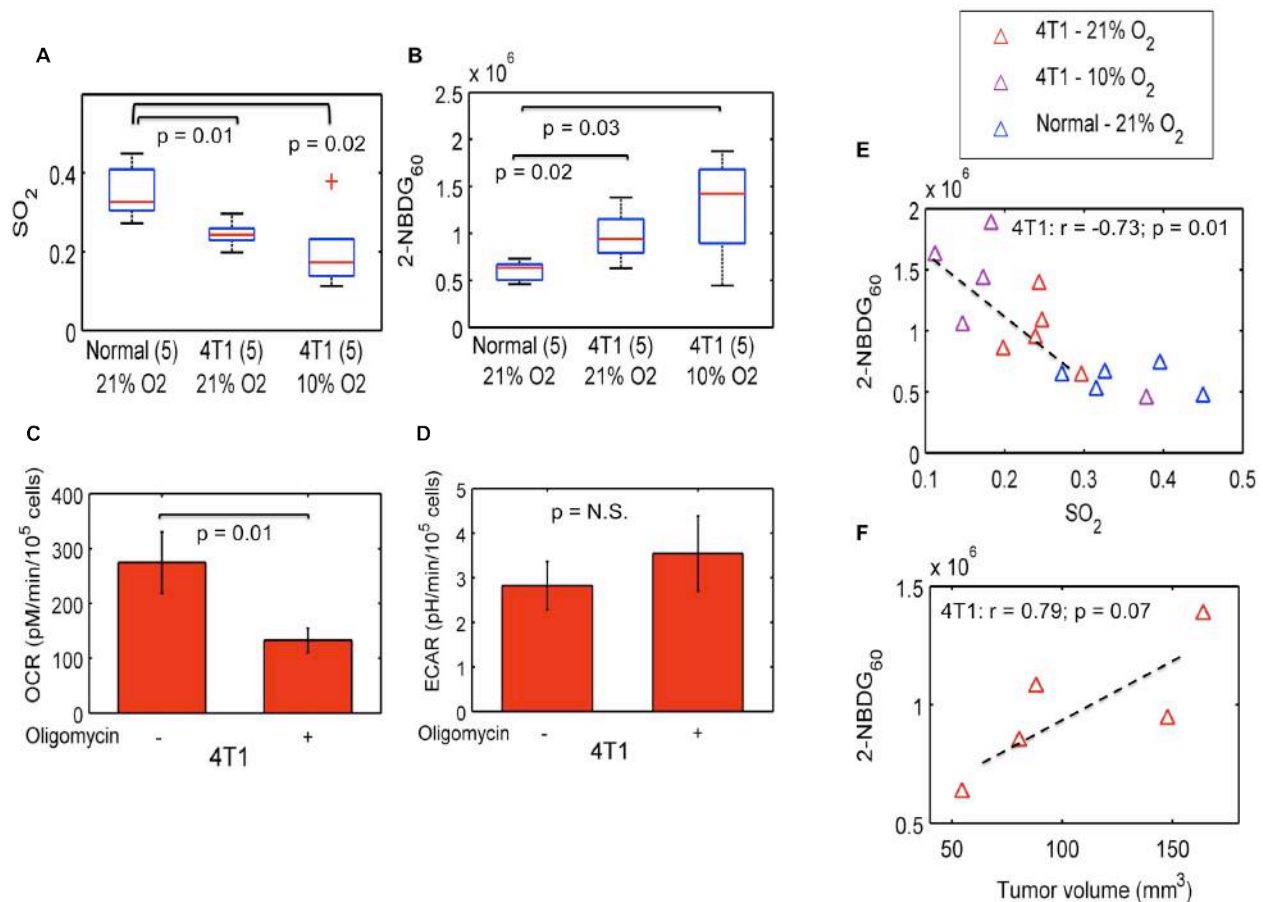 A
SO2
0.4
0.2
0
p = 0.01
p = 0.02
Normal (5) 4T1 (5) 4T1 (5)
21% O2 21% O2 10% O2
B
x 10^6
2-NBDG60
2.5
2
1.5
1
0.5
0
p = 0.03
p = 0.02
Normal (5) 4T1 (5) 4T1 (5)
21% O2 21% O2 10% O2
C
OCR (pM/min/10^5 cells)
400
300
200
100
0
p = 0.01
Oligomycin - +
4T1
D
ECAR (pH/min/10^5 cells)
5
4
3
2
1
0
p = N.S.
Oligomycin - +
4T1
4T1 - 21% O2
4T1 - 10% O2
Normal - 21% O2
E
x 10^6
2-NBDG60
2
1.5
1
0.5
0
4T1: r = -0.73; p = 0.01
0.1 0.2 0.3 0.4 0.5
SO2
F
x 10^6
2-NBDG60
1.5
1
0.5
4T1: r = 0.79; p = 0.07
50 100 150
Tumor volume (mm^3)